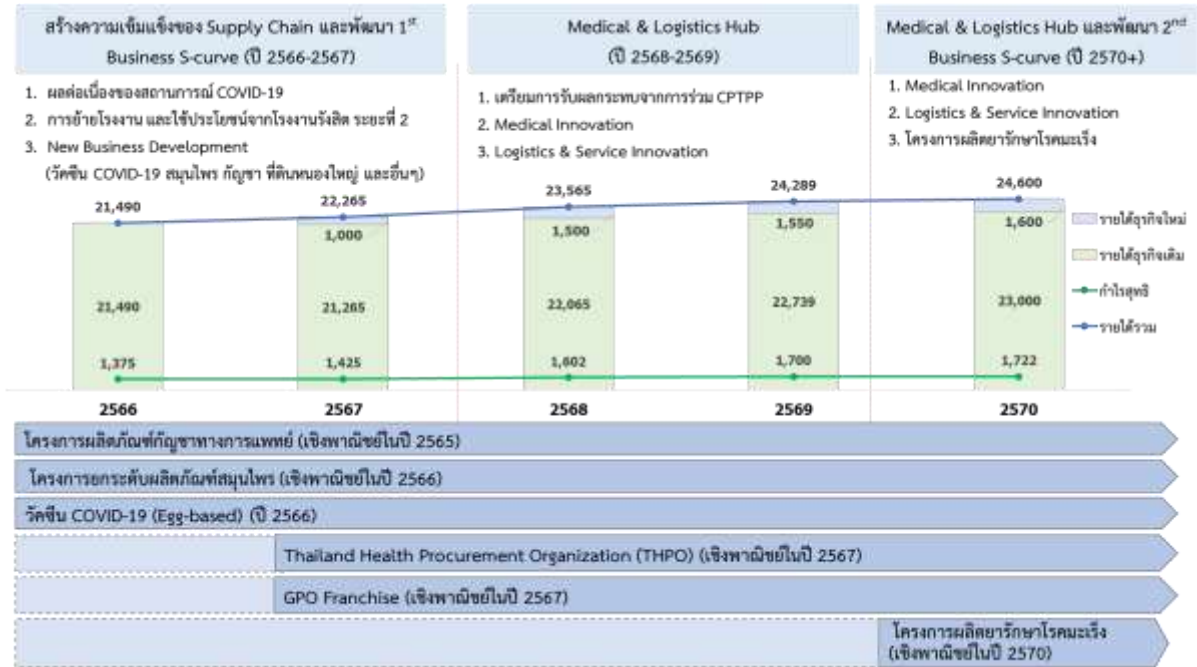 สร้างความเข้มแข็งของ Supply Chain และพัฒนา 1st
Business S-curve (ปี 2566-2567)
1. ผลต่อเนื่องของสถานการณ์ COVID-19
2. การย้ายโรงงาน และใช้ประโยชน์จากโรงงานรังสิต ระยะที่ 2
3. New Business Development
(วัคซีน COVID-19 สมุนไพร กัญชา ที่ดินหนองใหญ่ และอื่นๆ)
Medical & Logistics Hub
(ปี 2568-2569)
1. เตรียมการรับผลกระทบจากการร่วม CPTPP
2. Medical Innovation
3. Logistics & Service Innovation
Medical & Logistics Hub และพัฒนา 2nd
Business S-curve (ปี 2570+)
1. Medical Innovation
2. Logistics & Service Innovation
3. โครงการผลิตยารักษาโรคมะเร็ง
21,490 22,265 23,565 24,289 24,600
1,000 1,500 1,550 1,600
21,490 21,265 22,065 22,739 23,000
1,375 1,425 1,602 1,700 1,722
2566 2567 2568 2569 2570
รายได้ธุรกิจใหม่
รายได้ธุรกิจเดิม
กำไรสุทธิ
รายได้รวม
โครงการผลิตภัณฑ์กัญชาทางการแพทย์ (เชิงพาณิชย์ในปี 2565)
โครงการยกระดับผลิตภัณฑ์สมุนไพร (เชิงพาณิชย์ในปี 2566)
วัคซีน COVID-19 (Egg-based) (ปี 2566)
Thailand Health Procurement Organization (THPO) (เชิงพาณิชย์ในปี 2567)
GPO Franchise (เชิงพาณิชย์ในปี 2567)
โครงการผลิตยารักษาโรคมะเร็ง
(เชิงพาณิชย์ในปี 2570)